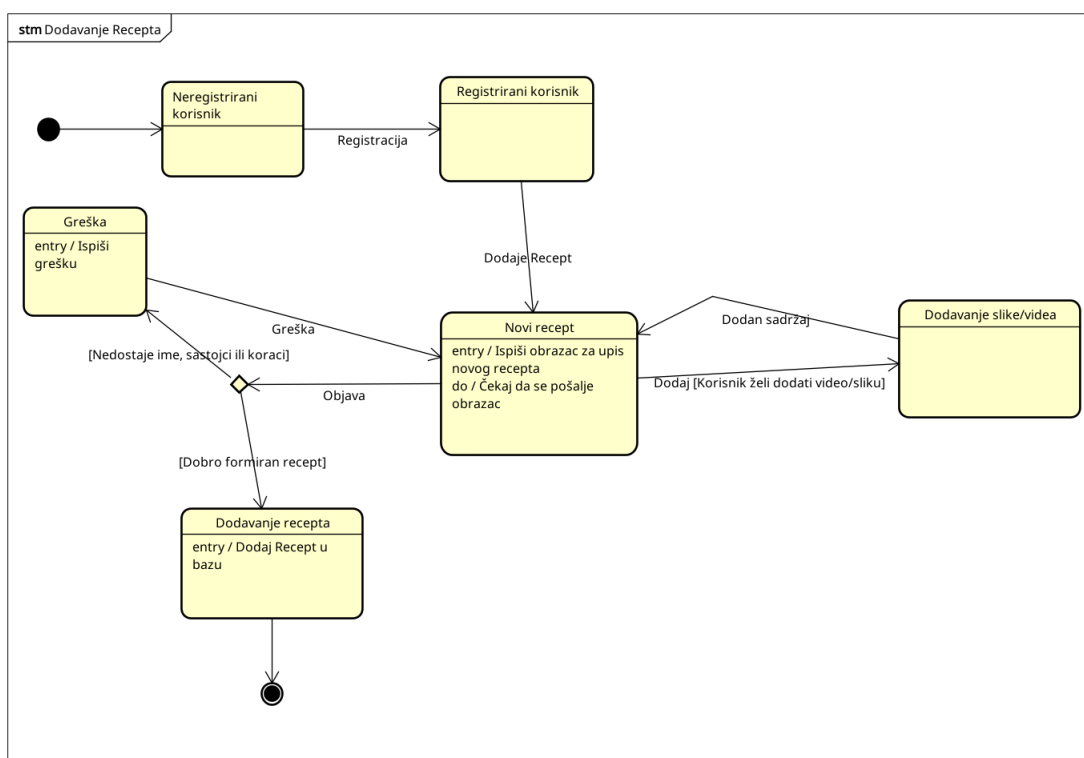 stm Dodavanje Recepta
Neregistrirani
korisnik
Registracija
Registrirani korisnik
Greška
entry / Ispiši
grešku
Dodaje Recept
Greška
Novi recept
entry / Ispiši obrazac za upis
novog recepta
do / Čekaj da se pošalje
obrazac
Dodan sadržaj
Dodavanje slike/videa
Dodaj [Korisnik želi dodati video/sliku]
[Nedostaje ime, sastojci ili koraci]
Objava
[Dobro formiran recept]
Dodavanje recepta
entry / Dodaj Recept u
bazu